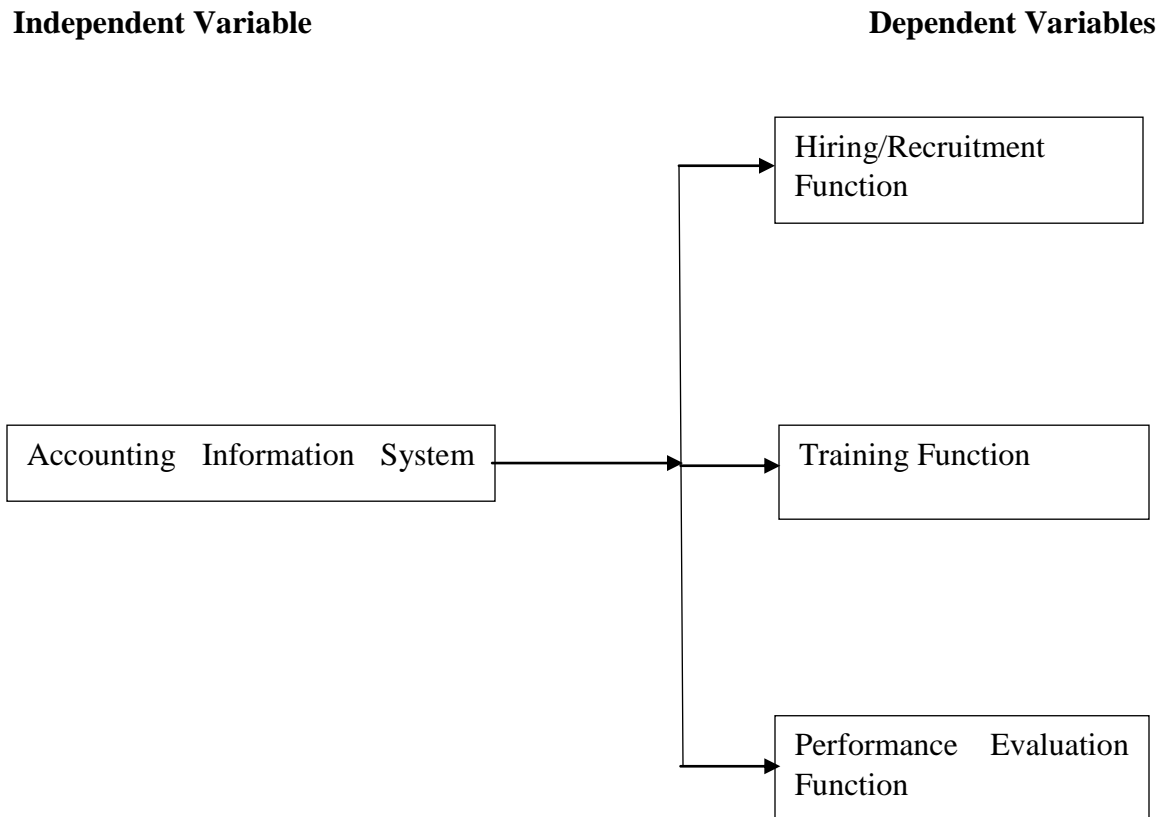 Independent Variable
Dependent Variables
Hiring/Recruitment
Function
Accounting Information System
Training Function
Performance Evaluation
Function